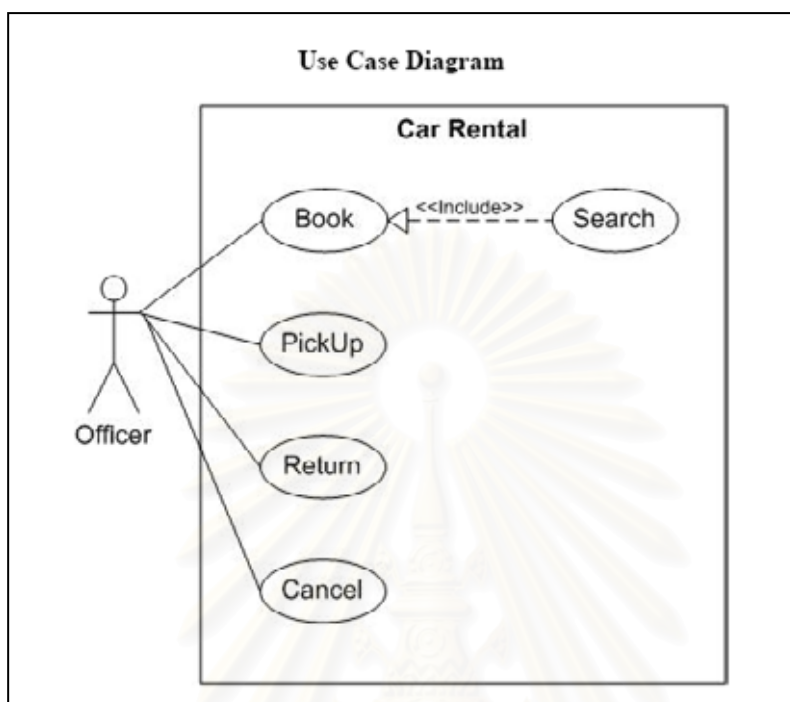 Use Case Diagram
Car Rental
Book
<<Include>>
Search
PickUp
Officer
Return
Cancel